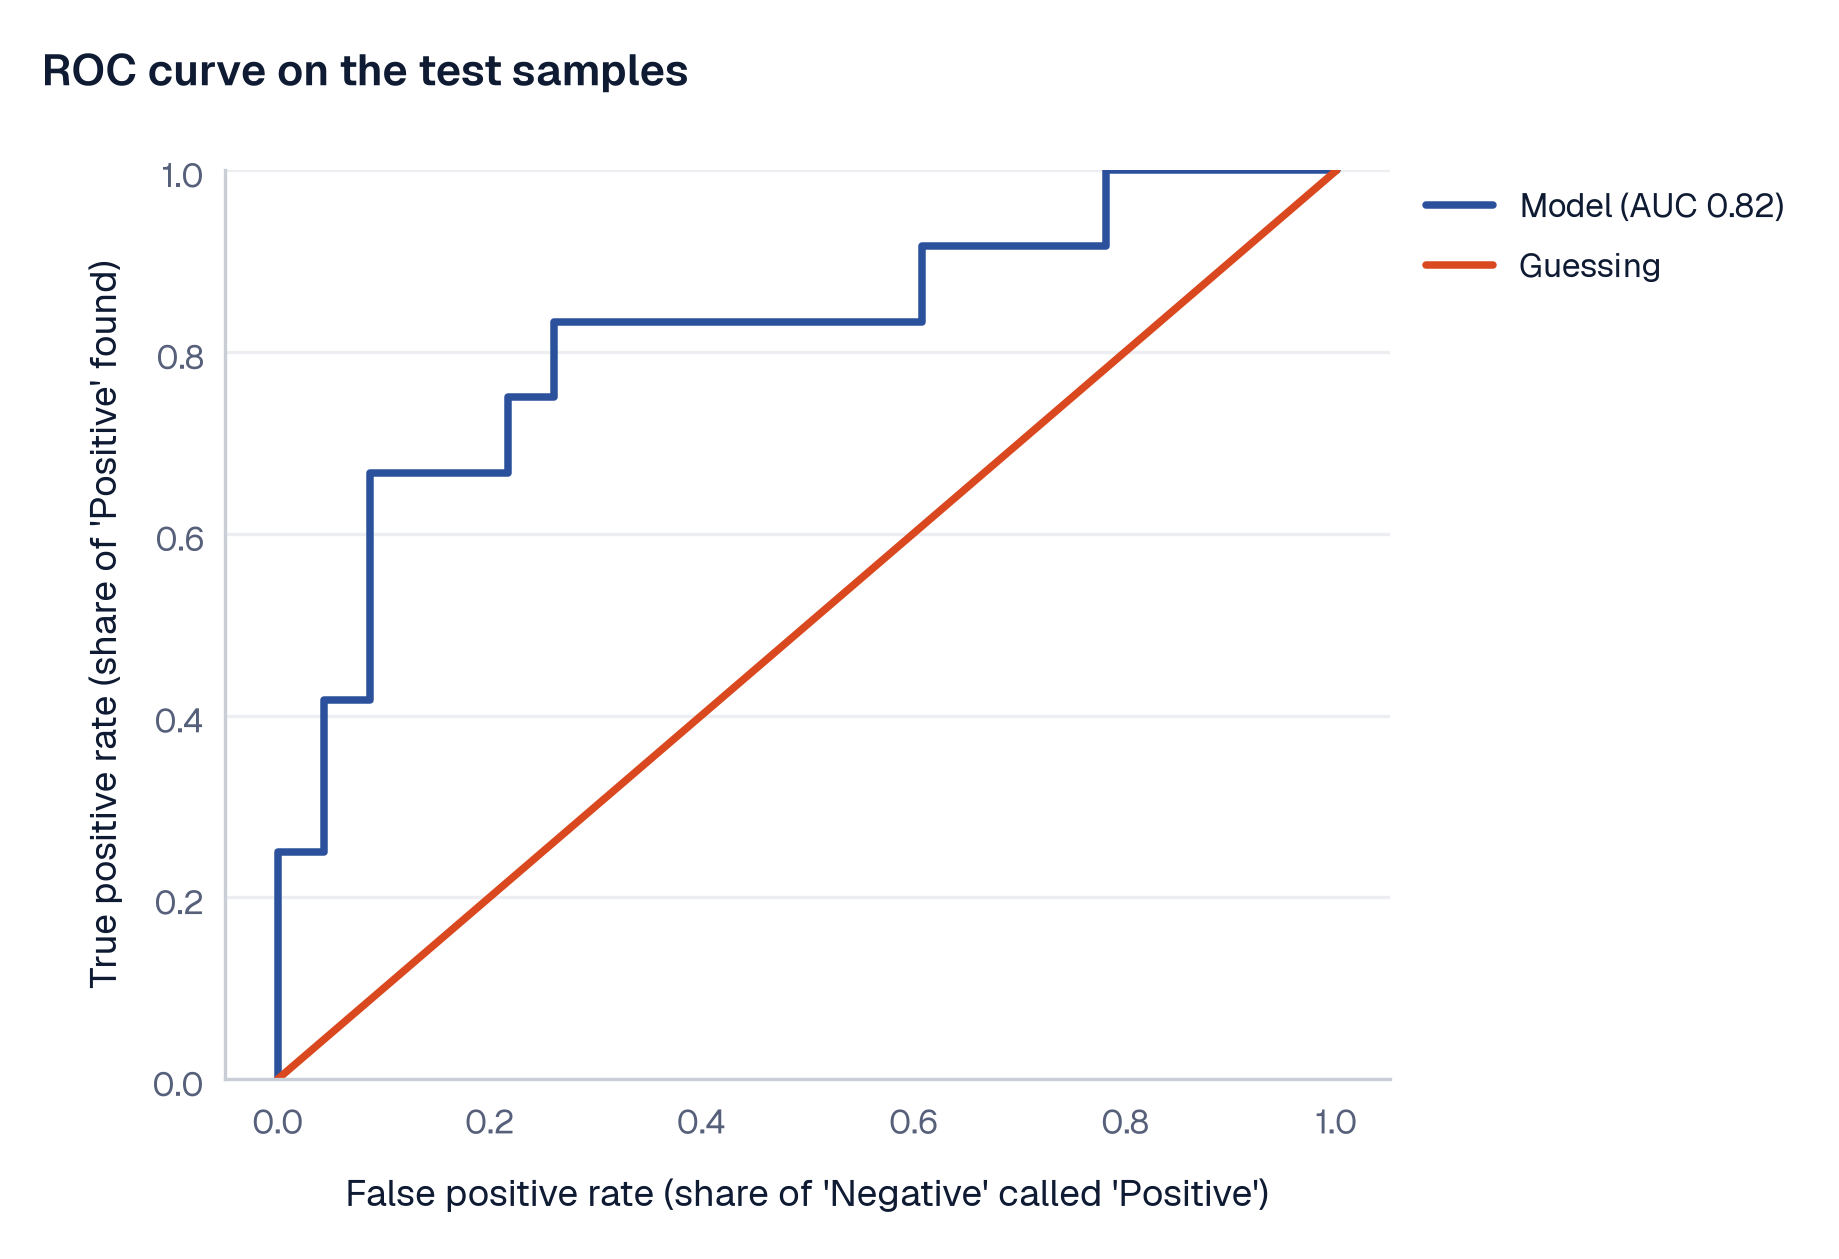 ROC curve on the test samples
1.0
0.8
0.6
0.4
0.2
0.0
True positive rate (share of 'Positive' found)
0.0 0.2 0.4 0.6 0.8 1.0
False positive rate (share of 'Negative' called 'Positive')
Model (AUC 0.82)
Guessing